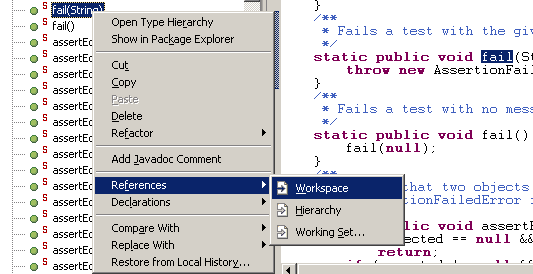 S fail(String)
S fail()
S assertEq
S assertEq
S assertEq
S assertEq
S assertEq
S assertEq
S assertEq
S assertEq
S assertEq
S assertEq
S assertEq
S assertEq
S assertEq
Open Type Hierarchy
Show in Package Explorer
Cut
Copy
Paste
Delete
Refactor
Add Javadoc Comment
References
Declarations
Compare With
Replace With
Restore from Local History...
Workspace
Hierarchy
Working Set...
}
/**
* Fails a test with the giv
*/
static public void fail(St
throw new AssertionFail
}
/**
* Fails a test with no mess
*/
static public void fail()
fail(null);
}
/**
that two objects
tionFailedError i
public void assertE
ected == null &&
return;